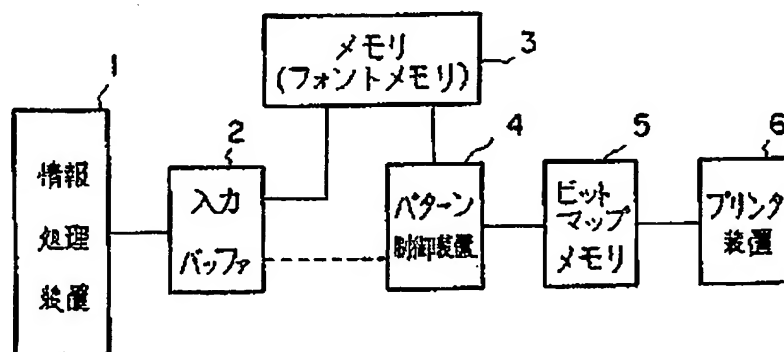 1
情報
処理
装置
2
入力
バッファ
3
メモリ
(フォントメモリ)
4
パターン
制御装置
5
ビット
マップ
メモリ
6
プリンタ
装置